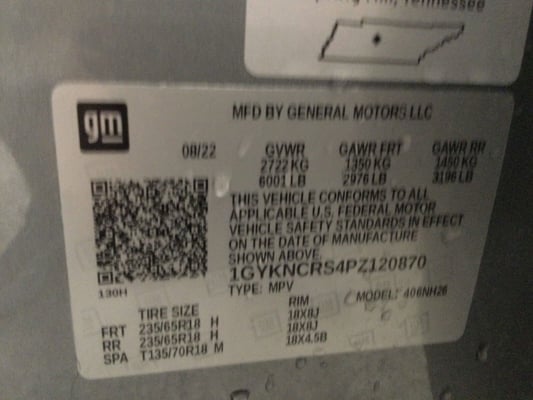 Tennessee
gm
MFD BY GENERAL MOTORS LLC
08/22 GVWR GAWR FRT GAWR RR
2722 KG 1350 KG 1450 KG
6001 LB 2976 LB 3196 LB
THIS VEHICLE CONFORMS TO ALL
APPLICABLE U.S. FEDERAL MOTOR
VEHICLE SAFETY STANDARDS IN EFFECT
ON THE DATE OF MANUFACTURE
SHOWN ABOVE.
1GYKNCRS4PZ120870
130H
TYPE: MPV MODEL: 406NH26
TIRE SIZE RIM
FRT 235/65R18 H 18X8J
RR 235/65R18 H 18X8J
SPA T135/70R18 M 18X4.5B